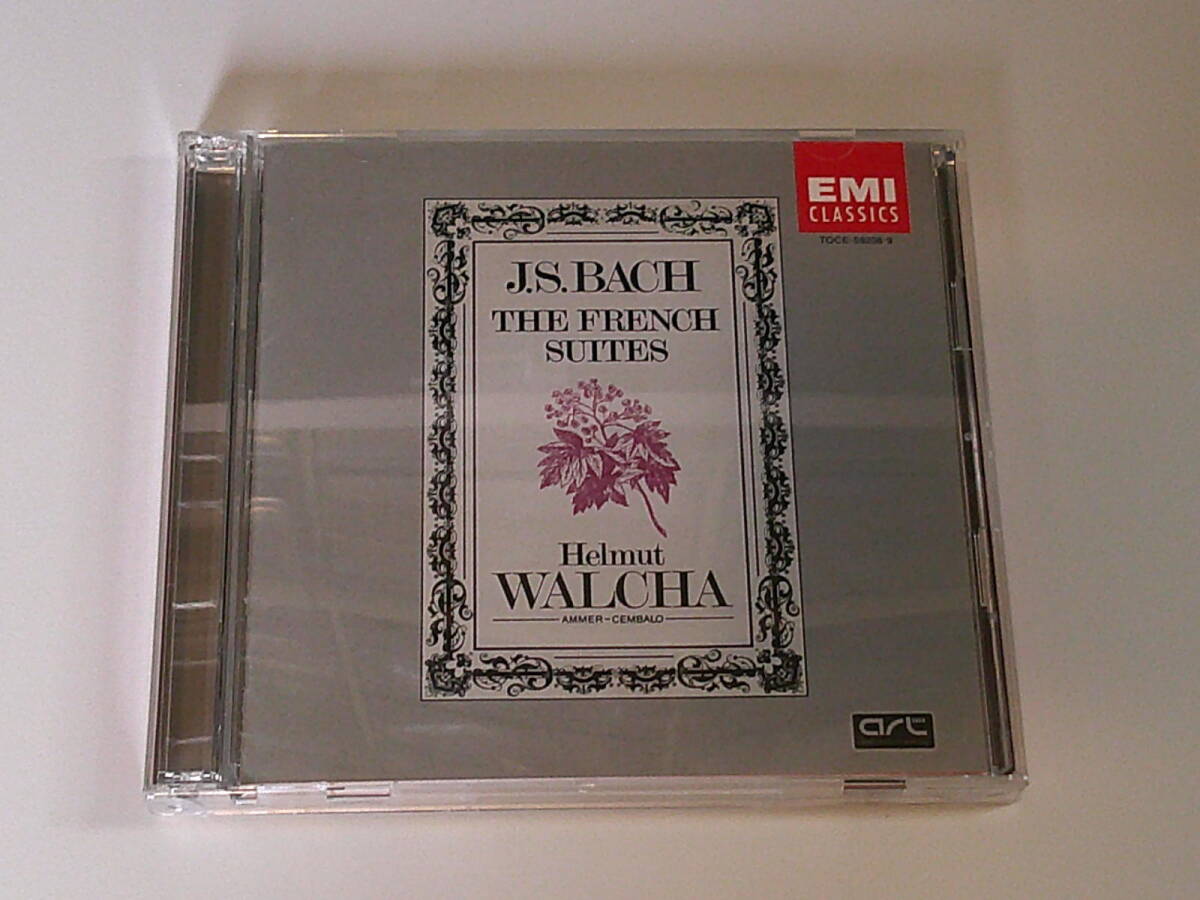 EMI
CLASSICS
J.S. BACH
THE FRENCH
SUITES
Helmut
WALCHA
AMMER-CEMBALO
art